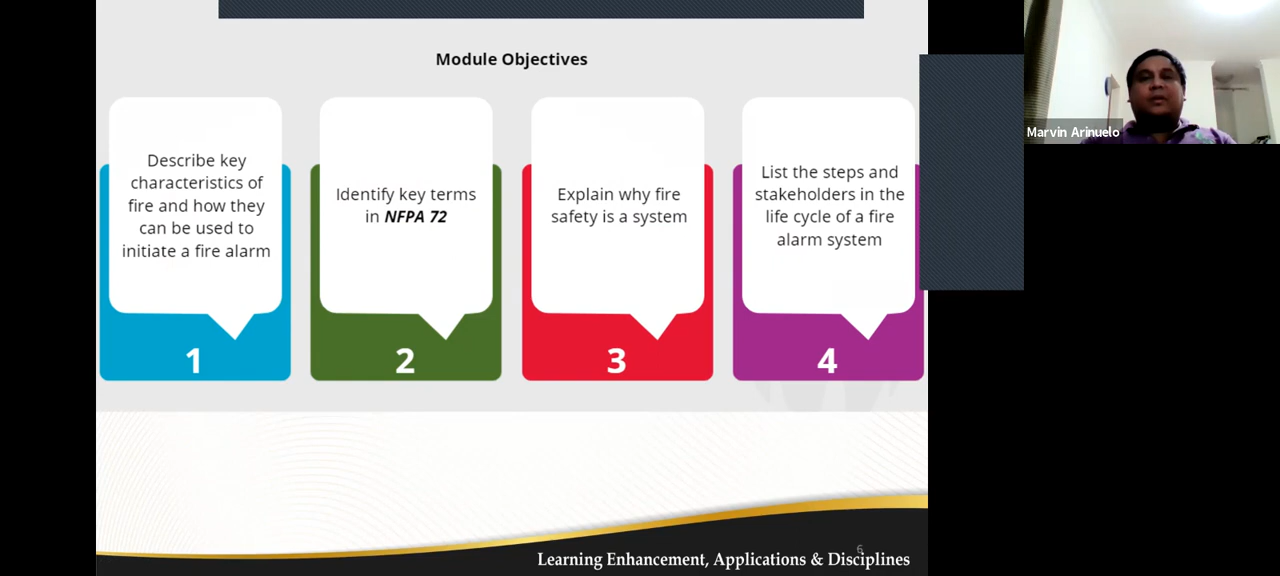 Module Objectives
Describe key
characteristics of
fire and how they
can be used to
initiate a fire alarm
1
Identify key terms
in NFPA 72
2
Explain why fire
safety is a system
3
List the steps and
stakeholders in the
life cycle of a fire
alarm system
4
Marvin Arinuelo
6
Learning Enhancement, Applications & Disciplines